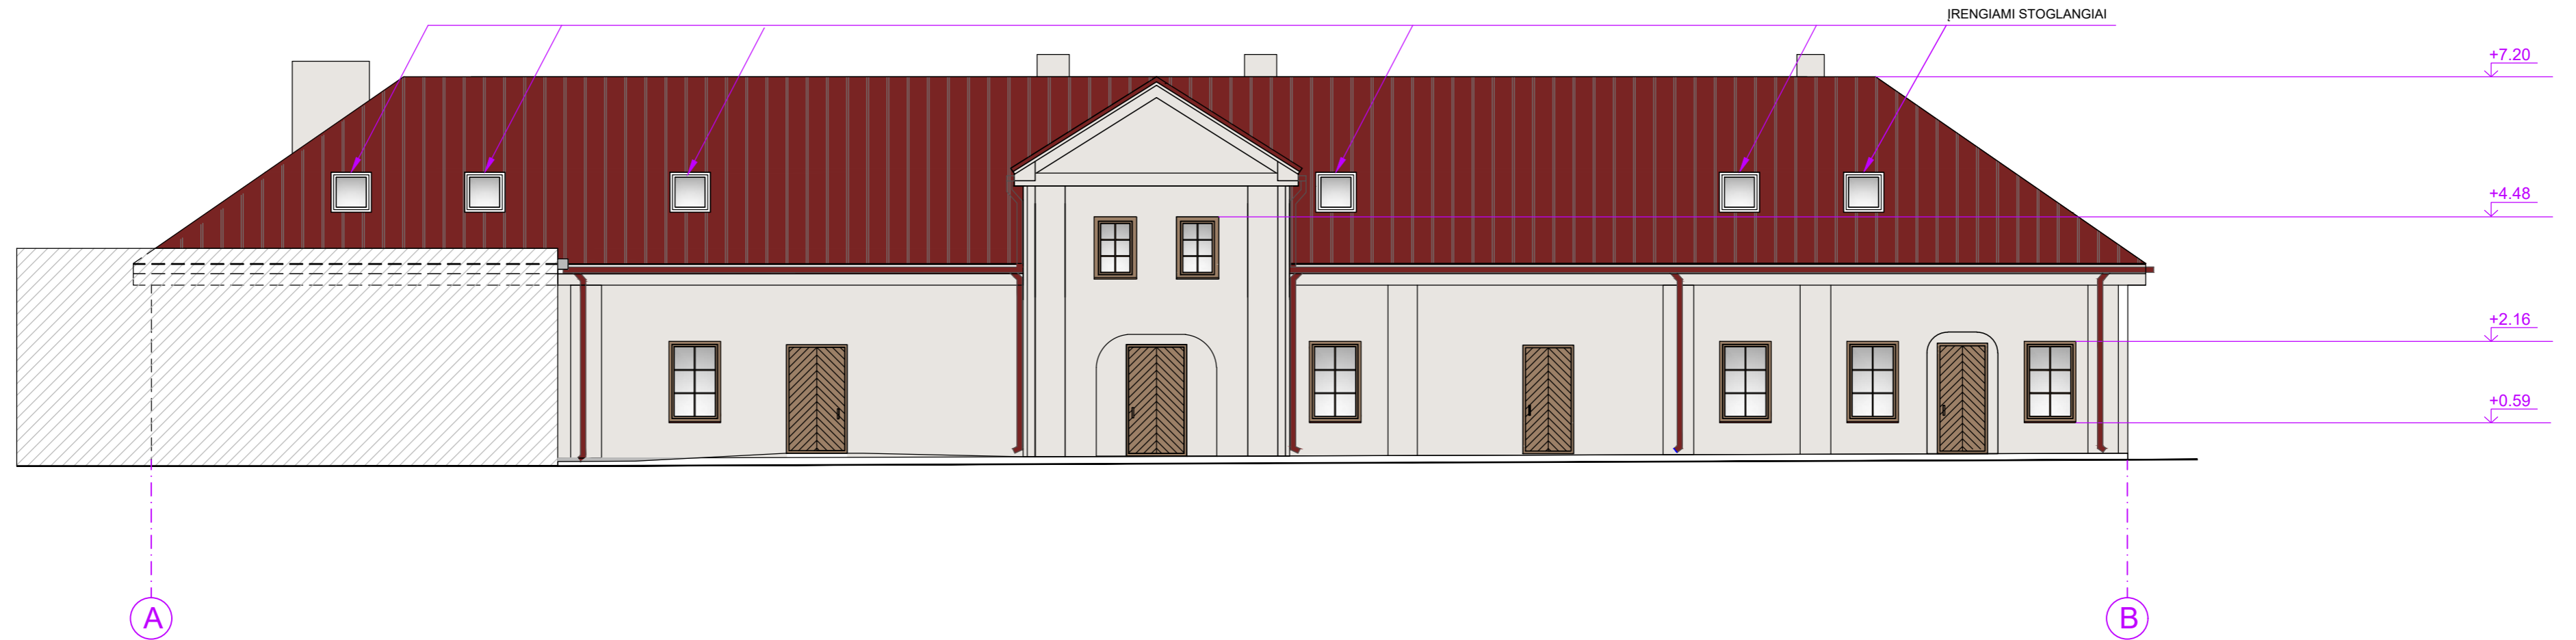 ĮRENGIAMI STOGLANGIAI
+7.20
+4.48
+2.16
+0.59
A
B